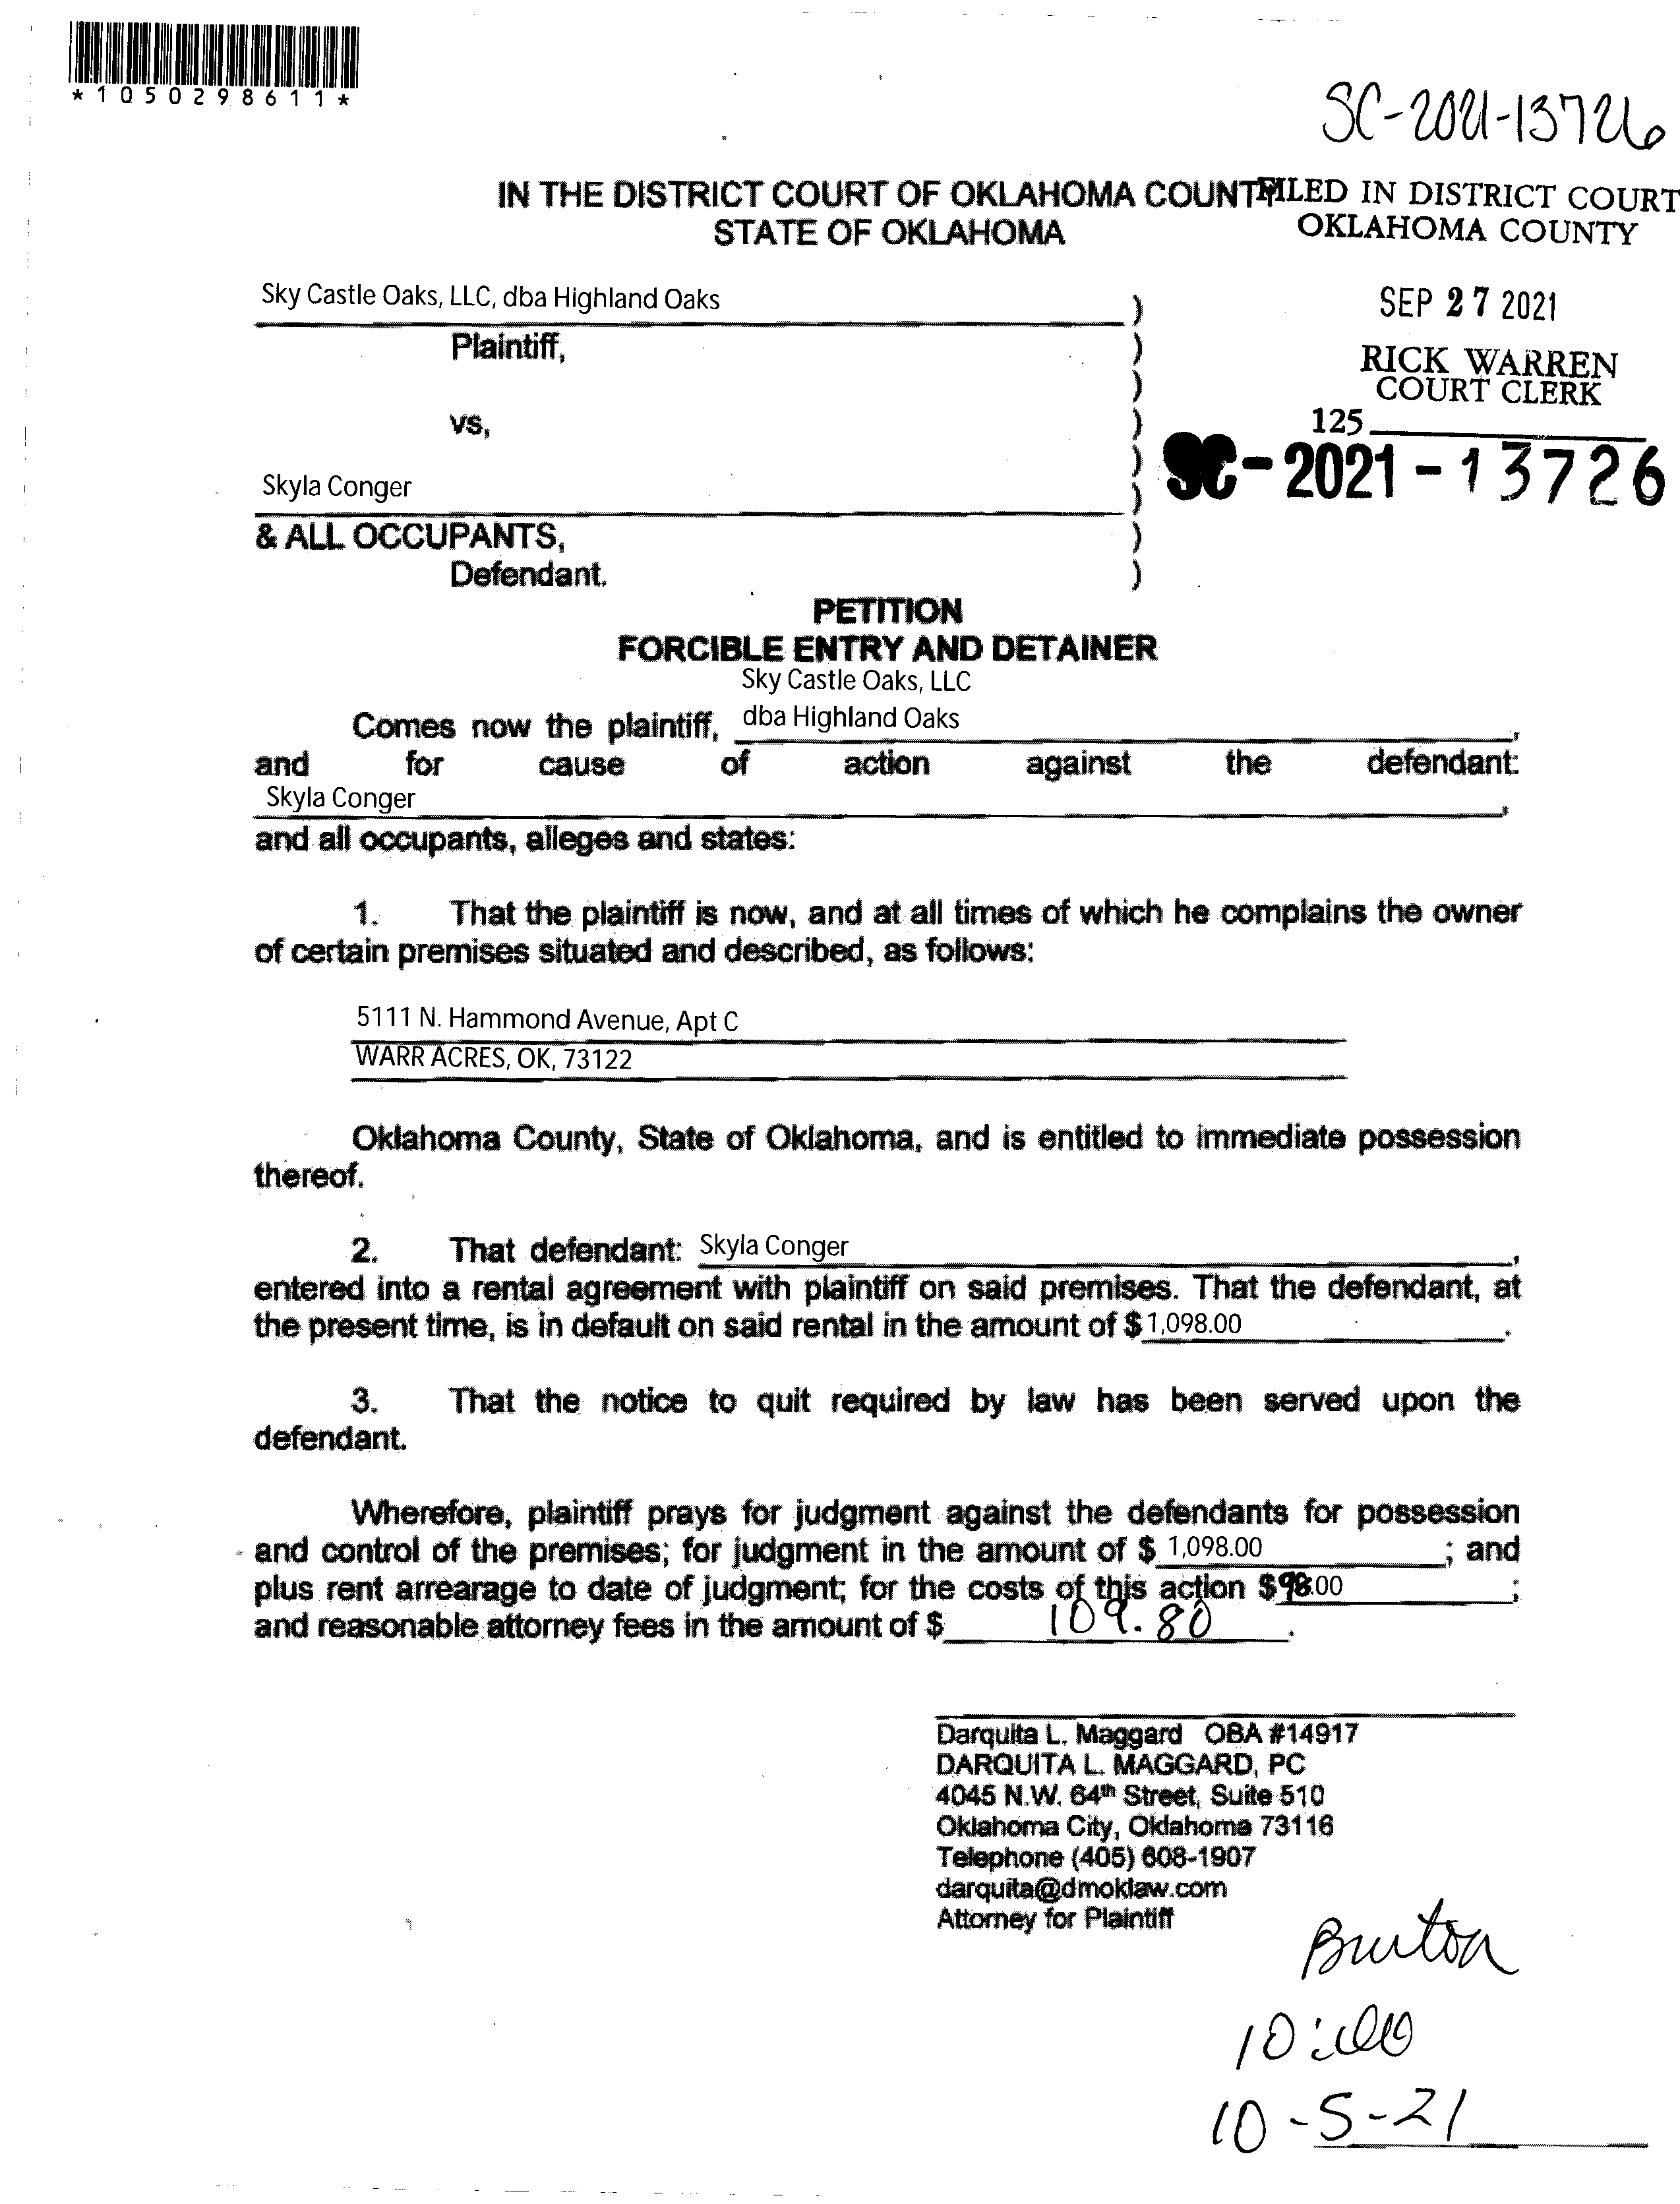 *1050298611*
SC-2021-13726
IN THE DISTRICT COURT OF OKLAHOMA COUNTY
STATE OF OKLAHOMA
FILED IN DISTRICT COURT
OKLAHOMA COUNTY
SEP 27 2021
RICK WARREN
COURT CLERK
125
SC-2021-13726
Sky Castle Oaks, LLC, dba Highland Oaks )
Plaintiff, )
)
vs, )
)
Skyla Conger )
& ALL OCCUPANTS, )
Defendant. )
PETITION
FORCIBLE ENTRY AND DETAINER
Sky Castle Oaks, LLC
Comes now the plaintiff, dba Highland Oaks,
and for cause of action against the defendant:
Skyla Conger,
and all occupants, alleges and states:
1. That the plaintiff is now, and at all times of which he complains the owner
of certain premises situated and described, as follows:
5111 N. Hammond Avenue, Apt C
WARR ACRES, OK, 73122
Oklahoma County, State of Oklahoma, and is entitled to immediate possession
thereof.
2. That defendant: Skyla Conger,
entered into a rental agreement with plaintiff on said premises. That the defendant, at
the present time, is in default on said rental in the amount of $1,098.00.
3. That the notice to quit required by law has been served upon the
defendant.
Wherefore, plaintiff prays for judgment against the defendants for possession
and control of the premises; for judgment in the amount of $ 1,098.00; and
plus rent arrearage to date of judgment; for the costs of this action $98.00;
and reasonable attorney fees in the amount of $ 109.80.
Darquita L. Maggard OBA #14917
DARQUITA L. MAGGARD, PC
4045 N.W. 64th Street, Suite 510
Oklahoma City, Oklahoma 73116
Telephone (405) 608-1907
darquita@dmoklaw.com
Attorney for Plaintiff
Burton
10:00
10-5-21